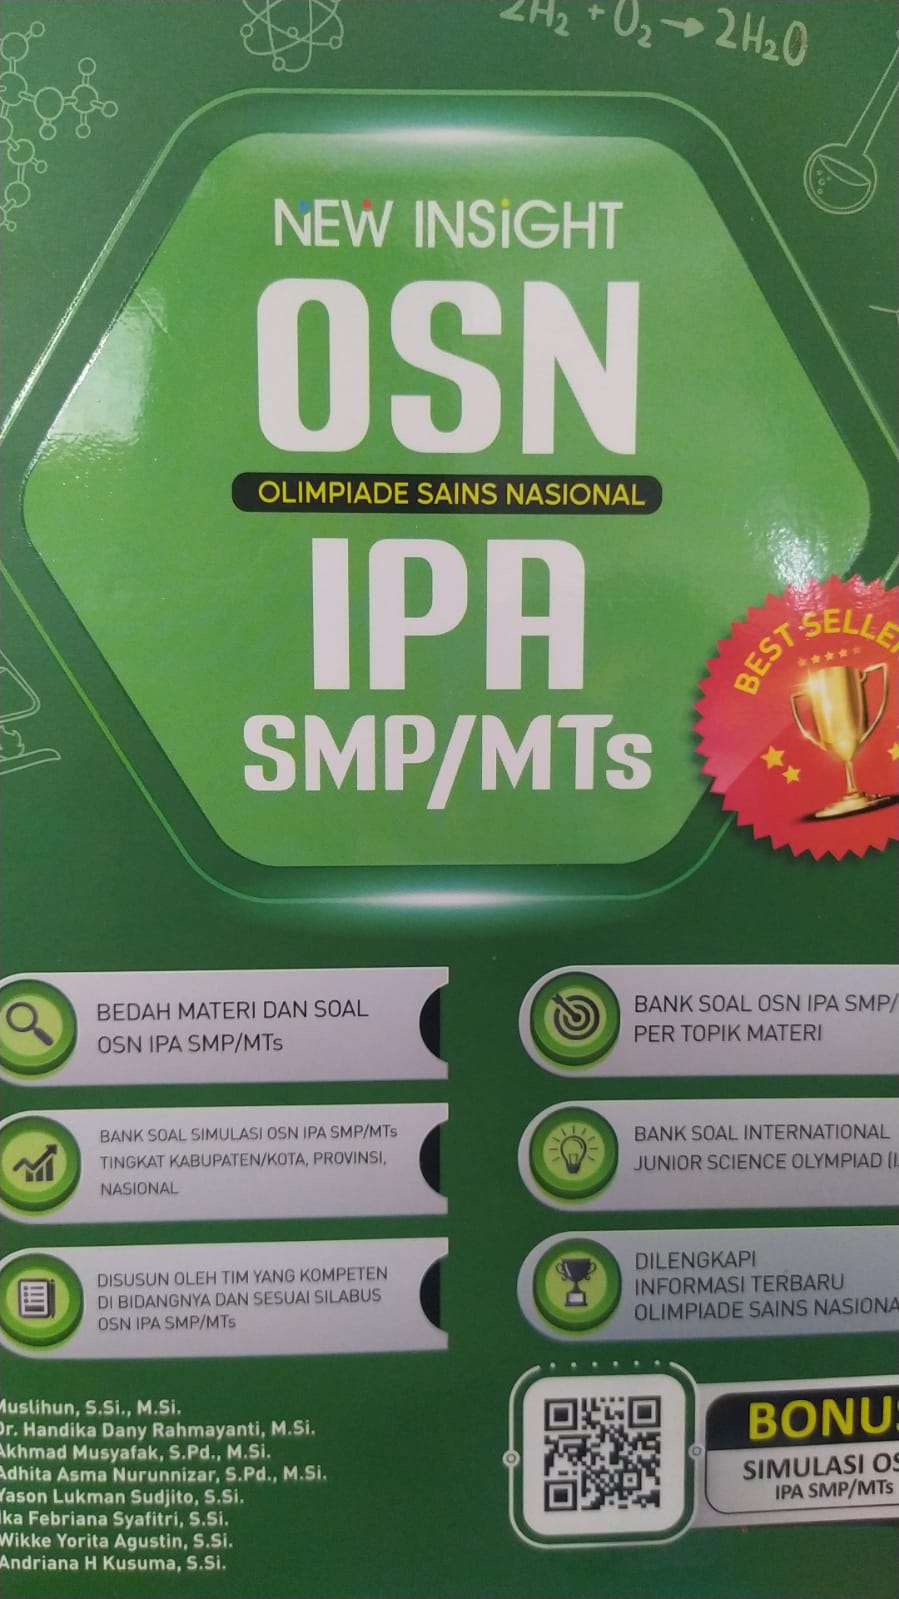 2H₂ + O₂ → 2H₂O
NEW INSiGHT
OSN
OLIMPIADE SAINS NASIONAL
IPA
SMP/MTs
BEST SELLE
BEDAH MATERI DAN SOAL
OSN IPA SMP/MTs
BANK SOAL SIMULASI OSN IPA SMP/MTs
TINGKAT KABUPATEN/KOTA, PROVINSI,
NASIONAL
DISUSUN OLEH TIM YANG KOMPETEN
DI BIDANGNYA DAN SESUAI SILABUS
OSN IPA SMP/MTs
BANK SOAL OSN IPA SMP/
PER TOPIK MATERI
BANK SOAL INTERNATIONAL
JUNIOR SCIENCE OLYMPIAD (I
DILENGKAPI
INFORMASI TERBARU
OLIMPIADE SAINS NASIONA
Muslihun, S.Si., M.Si.
Dr. Handika Dany Rahmayanti, M.Si.
Akhmad Musyafak, S.Pd., M.Si.
Adhita Asma Nurunnizar, S.Pd., M.Si.
Yason Lukman Sudjito, S.Si.
Ika Febriana Syafitri, S.Si.
Wikke Yorita Agustin, S.Si.
Andriana H Kusuma, S.Si.
BONUS
SIMULASI OS
IPA SMP/MTs